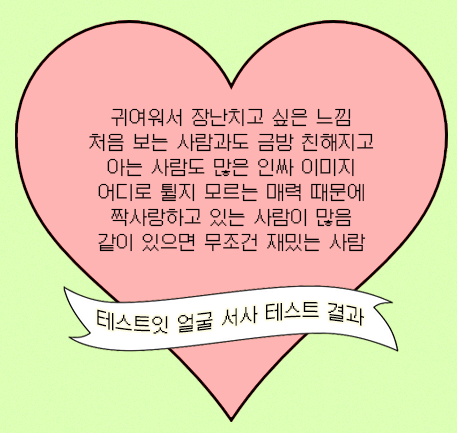 귀여워서 장난치고 싶은 느낌
처음 보는 사람과도 금방 친해지고
아는 사람도 많은 인싸 이미지
어디로 튈지 모르는 매력 때문에
짝사랑하고 있는 사람이 많음
같이 있으면 무조건 재밌는 사람
테스트잇 얼굴 서사 테스트 결과